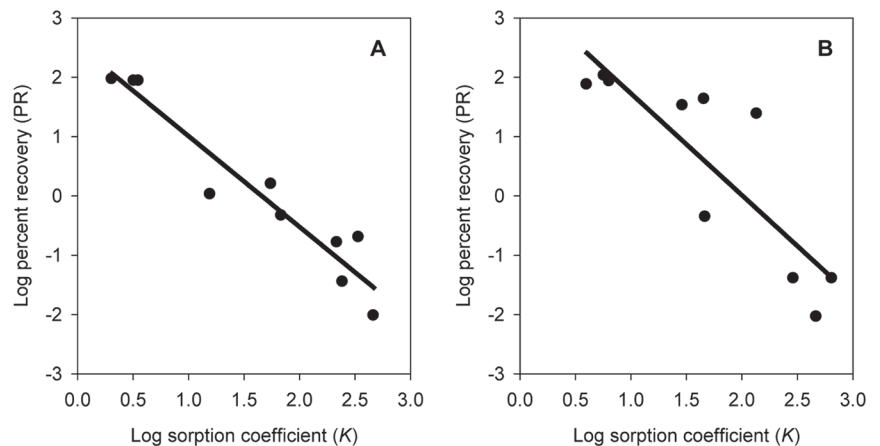 A
3
2
1
0
-1
-2
-3
Log percent recovery (PR)
0.0 0.5 1.0 1.5 2.0 2.5 3.0
Log sorption coefficient (K)
B
3
2
1
0
-1
-2
-3
Log percent recovery (PR)
0.0 0.5 1.0 1.5 2.0 2.5 3.0
Log sorption coefficient (K)